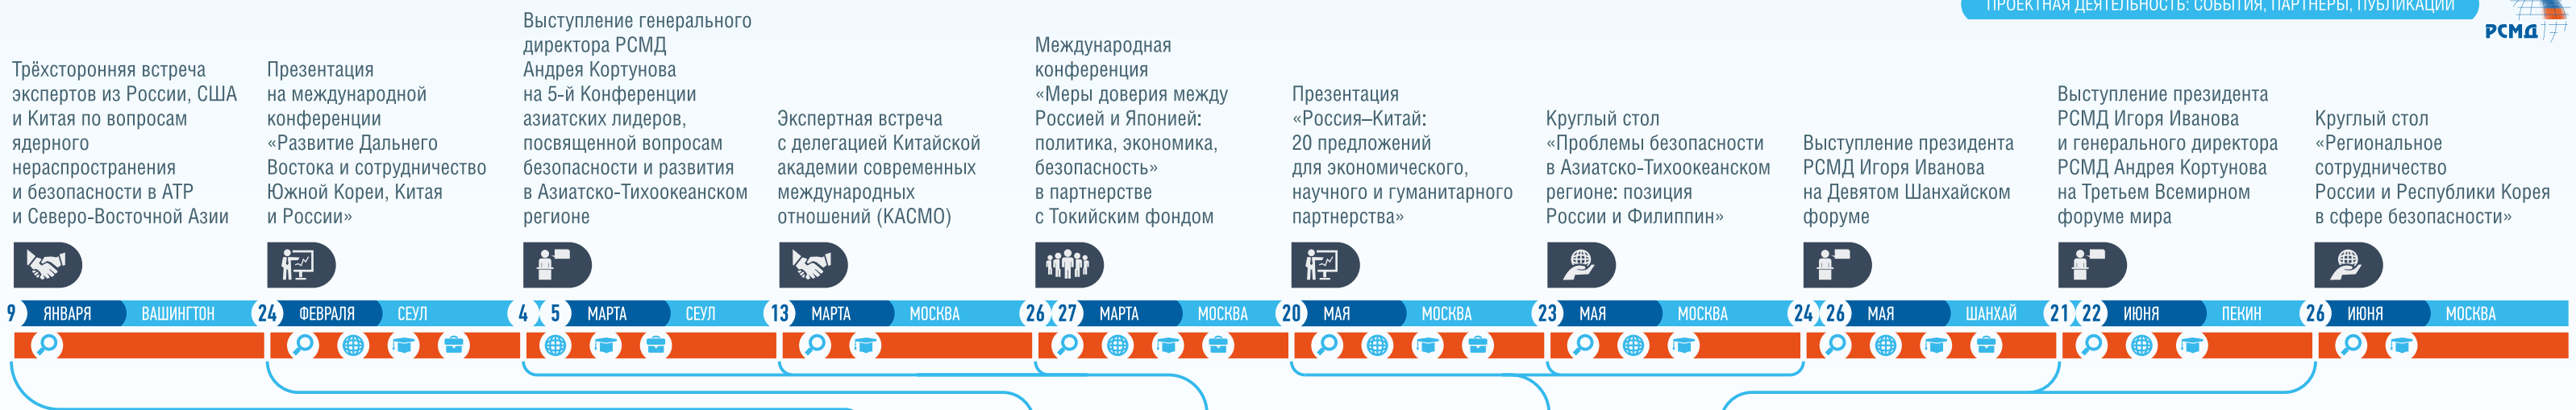 ПРОЕКТНАЯ ДЕЯТЕЛЬНОСТЬ: СОБЫТИЯ, ПАРТНЕРЫ, ПУБЛИКАЦИИ
РСМД
Трёхсторонняя встреча
экспертов из России, США
и Китая по вопросам
ядерного
нераспространения
и безопасности в АТР
и Северо-Восточной Азии
Презентация
на международной
конференции
«Развитие Дальнего
Востока и сотрудничество
Южной Кореи, Китая
и России»
Выступление генерального
директора РСМД
Андрея Кортунова
на 5-й Конференции
азиатских лидеров,
посвященной вопросам
безопасности и развития
в Азиатско-Тихоокеанском
регионе
Экспертная встреча
с делегацией Китайской
академии современных
международных
отношений (КАСМО)
Международная
конференция
«Меры доверия между
Россией и Японией:
политика, экономика,
безопасность»
в партнерстве
с Токийским фондом
Презентация
«Россия–Китай:
20 предложений
для экономического,
научного и гуманитарного
партнерства»
Круглый стол
«Проблемы безопасности
в Азиатско-Тихоокеанском
регионе: позиция
России и Филиппин»
Выступление президента
РСМД Игоря Иванова
на Девятом Шанхайском
форуме
Выступление президента
РСМД Игоря Иванова
и генерального директора
РСМД Андрея Кортунова
на Третьем Всемирном
форуме мира
Круглый стол
«Региональное
сотрудничество
России и Республики Корея
в сфере безопасности»
9 ЯНВАРЯ ВАШИНГТОН 24 ФЕВРАЛЯ СЕУЛ 4 5 МАРТА СЕУЛ 13 МАРТА МОСКВА 26 27 МАРТА МОСКВА 20 МАЯ МОСКВА 23 МАЯ МОСКВА 24 26 МАЯ ШАНХАЙ 21 22 ИЮНЯ ПЕКИН 26 ИЮНЯ МОСКВА